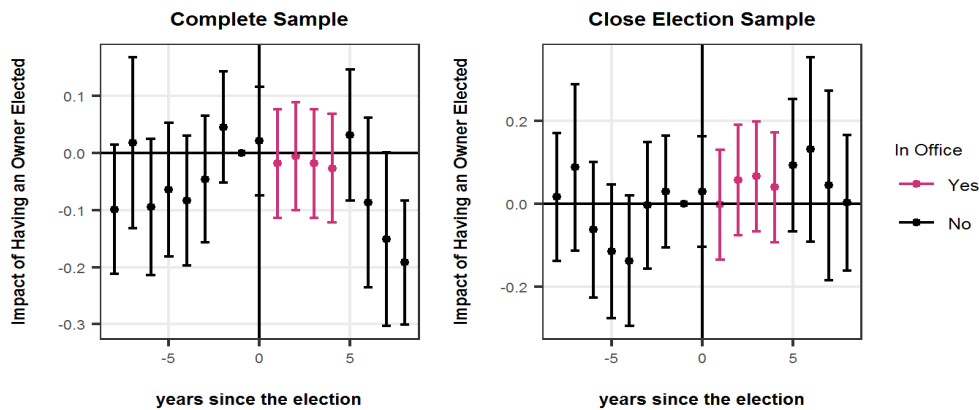 Complete Sample
Close Election Sample
Impact of Having an Owner Elected
0.1
0.0
-0.1
-0.2
-0.3
-5
0
5
years since the election
Impact of Having an Owner Elected
0.2
0.0
-0.2
-5
0
5
years since the election
In Office
Yes
No